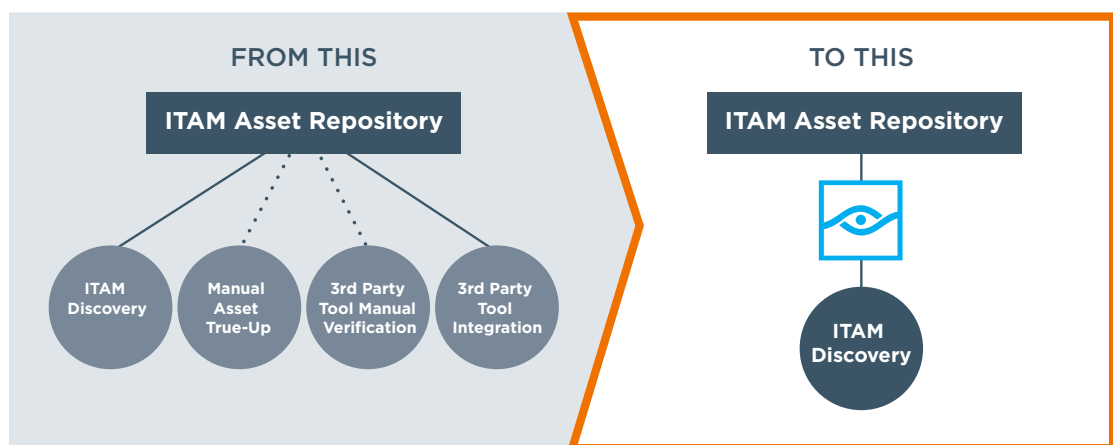 FROM THIS
ITAM Asset Repository
ITAM
Discovery
Manual
Asset
True-Up
3rd Party
Tool Manual
Verification
3rd Party
Tool
Integration
TO THIS
ITAM Asset Repository
ITAM
Discovery